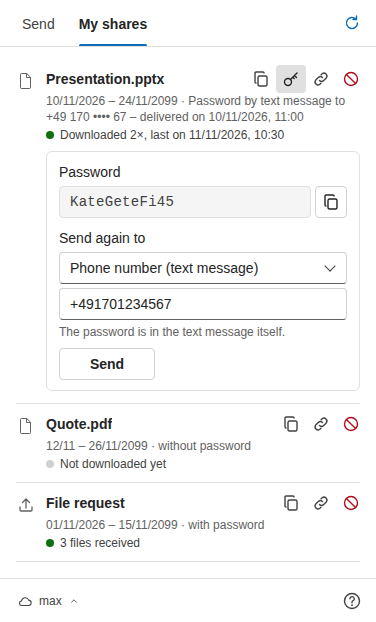 Send My shares
Presentation.pptx
10/11/2026 – 24/11/2099 · Password by text message to
+49 170 •••• 67 – delivered on 10/11/2026, 11:00
Downloaded 2×, last on 11/11/2026, 10:30
Password
KateGeteFi45
Send again to
Phone number (text message)
+491701234567
The password is in the text message itself.
Send
Quote.pdf
12/11 – 26/11/2099 · without password
Not downloaded yet
File request
01/11/2026 – 15/11/2099 · with password
3 files received
max